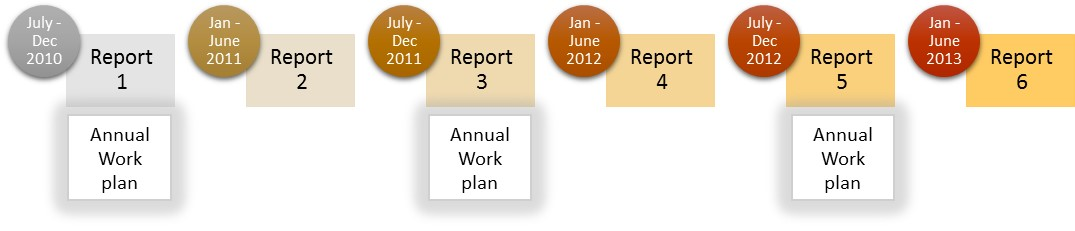 July -
Dec
2010
Report
1
Annual
Work
plan
Jan -
June
2011
Report
2
July -
Dec
2011
Report
3
Annual
Work
plan
Jan -
June
2012
Report
4
July -
Dec
2012
Report
5
Annual
Work
plan
Jan -
June
2013
Report
6